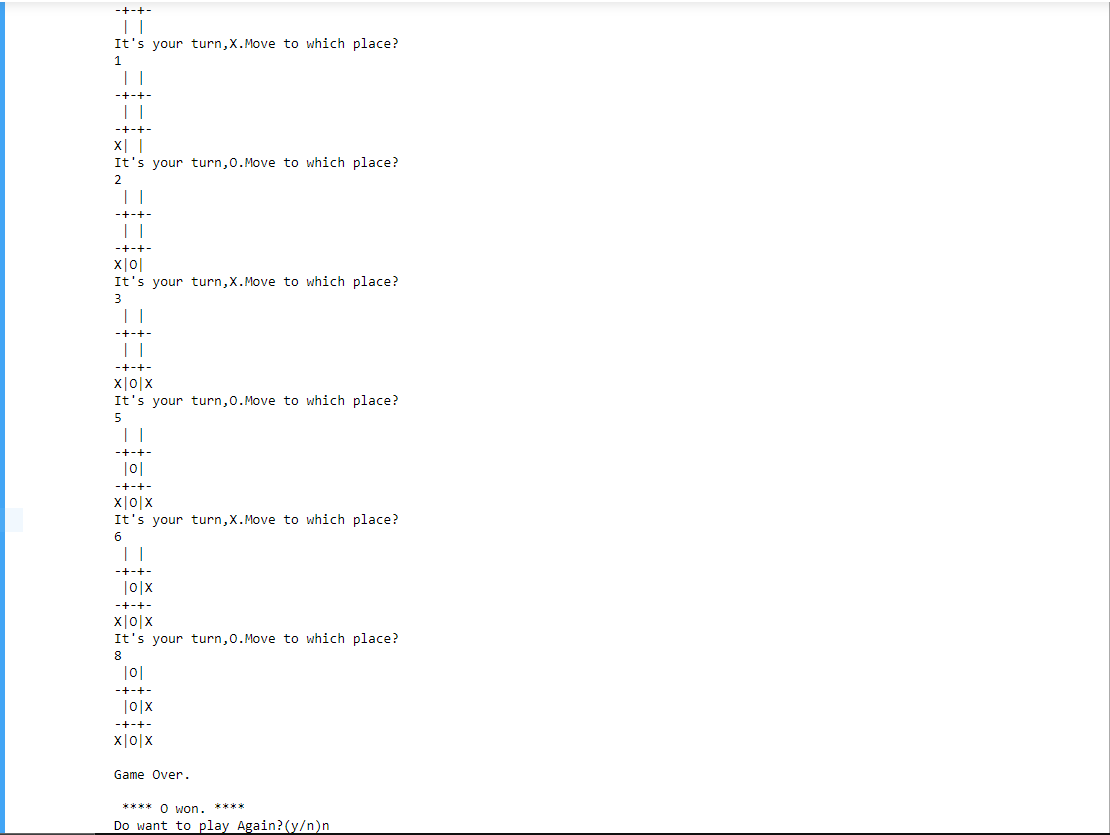 -+-+-
 | |
It's your turn,X.Move to which place?
1
 | |
-+-+-
 | |
-+-+-
X| |
It's your turn,O.Move to which place?
2
 | |
-+-+-
 | |
-+-+-
X|O|
It's your turn,X.Move to which place?
3
 | |
-+-+-
 | |
-+-+-
X|O|X
It's your turn,O.Move to which place?
5
 | |
-+-+-
 |O|
-+-+-
X|O|X
It's your turn,X.Move to which place?
6
 | |
-+-+-
 |O|X
-+-+-
X|O|X
It's your turn,O.Move to which place?
8
 |O|
-+-+-
 |O|X
-+-+-
X|O|X

Game Over.

 **** O won. ****
Do want to play Again?(y/n)n